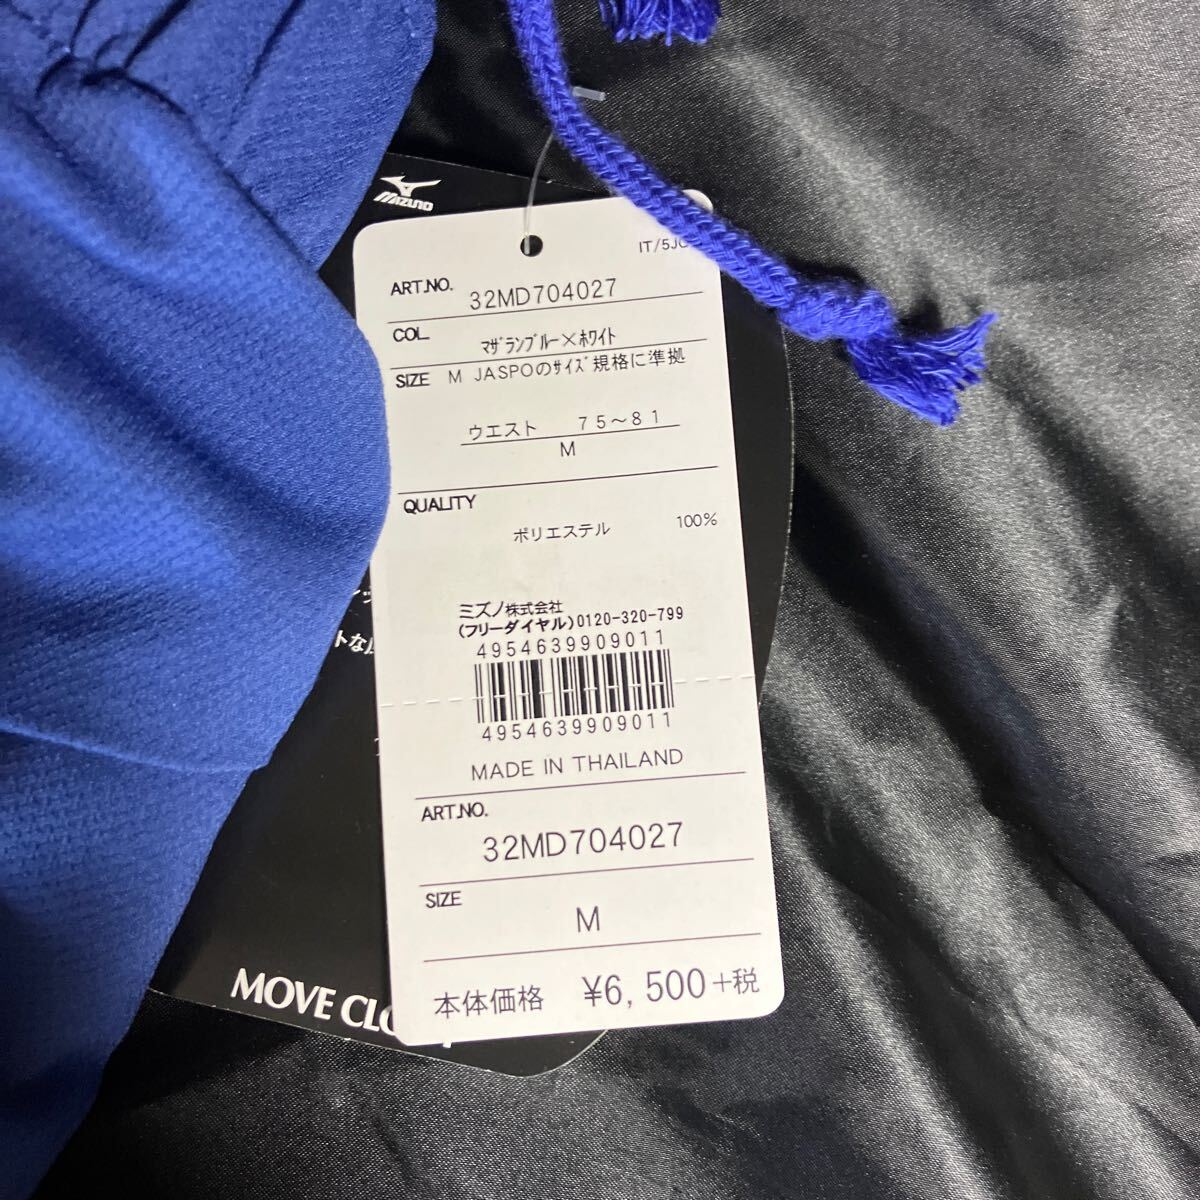 MIZUNO
IT/5JC
ART.NO. 32MD704027
COL. ﾏｻﾞﾗﾝﾌﾞﾙｰ×ﾎﾜｲﾄ
SIZE M JASPOのｻｲｽﾞ規格に準拠
ウエスト 75～81
M
QUALITY
ポリエステル 100%
ミズノ株式会社
(フリーダイヤル)0120-320-799
4954639909011
4954639909011
MADE IN THAILAND
ART.NO.
32MD704027
SIZE
M
本体価格 ¥6,500+税
トな
MOVE CLO